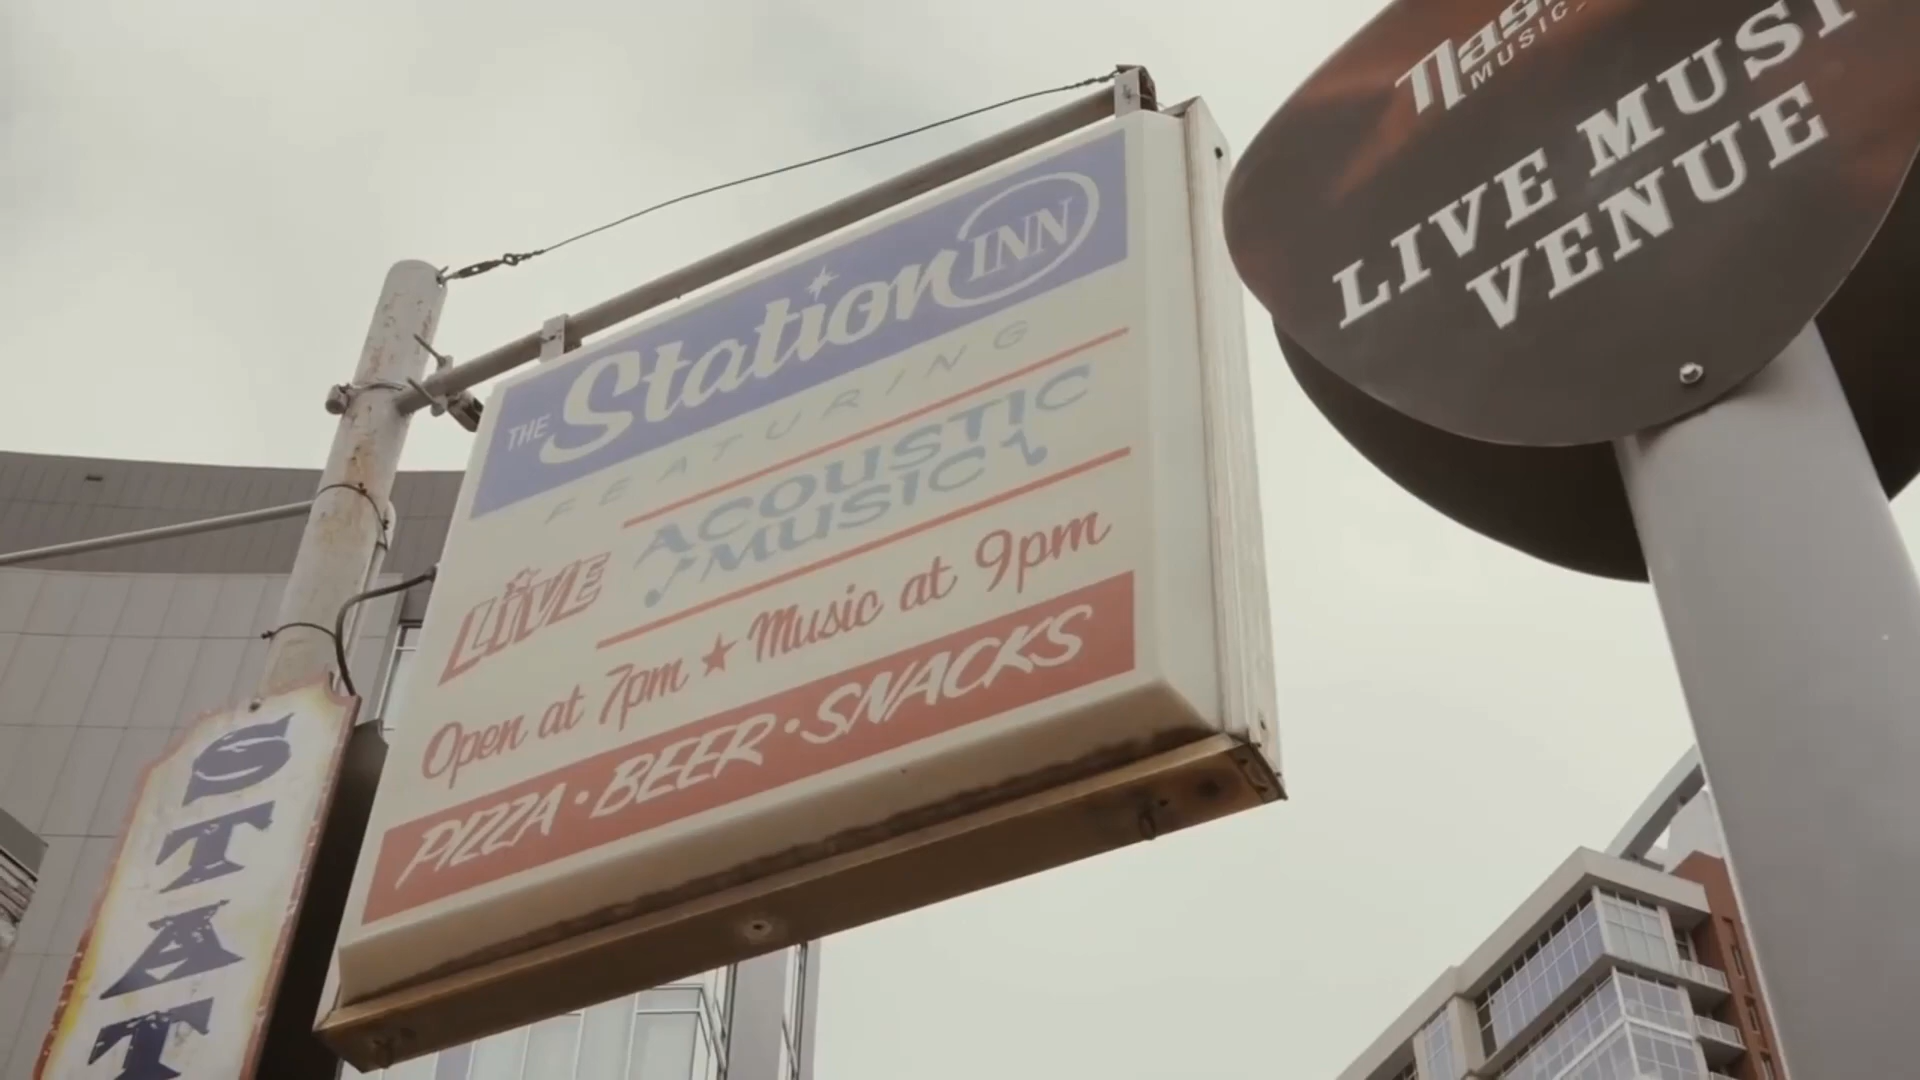 THE Station INN
FEATURING
LIVE
ACOUSTIC
MUSIC
Open at 7pm ★ Music at 9pm
PIZZA • BEER • SNACKS
STAT
MUSIC
LIVE MUSI
VENUE